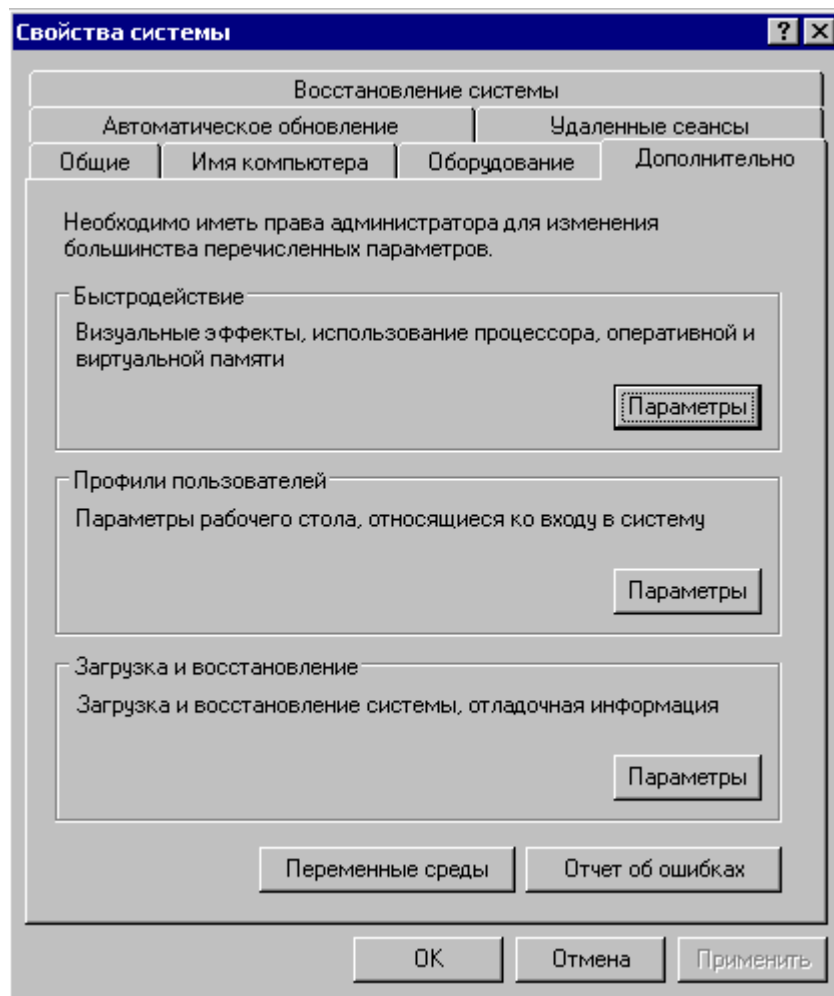 Свойства системы
Восстановление системы
Автоматическое обновление Удаленные сеансы
Общие Имя компьютера Оборудование Дополнительно
Необходимо иметь права администратора для изменения
большинства перечисленных параметров.
Быстродействие
Визуальные эффекты, использование процессора, оперативной и
виртуальной памяти
Параметры
Профили пользователей
Параметры рабочего стола, относящиеся ко входу в систему
Параметры
Загрузка и восстановление
Загрузка и восстановление системы, отладочная информация
Параметры
Переменные среды Отчет об ошибках
OK Отмена Применить